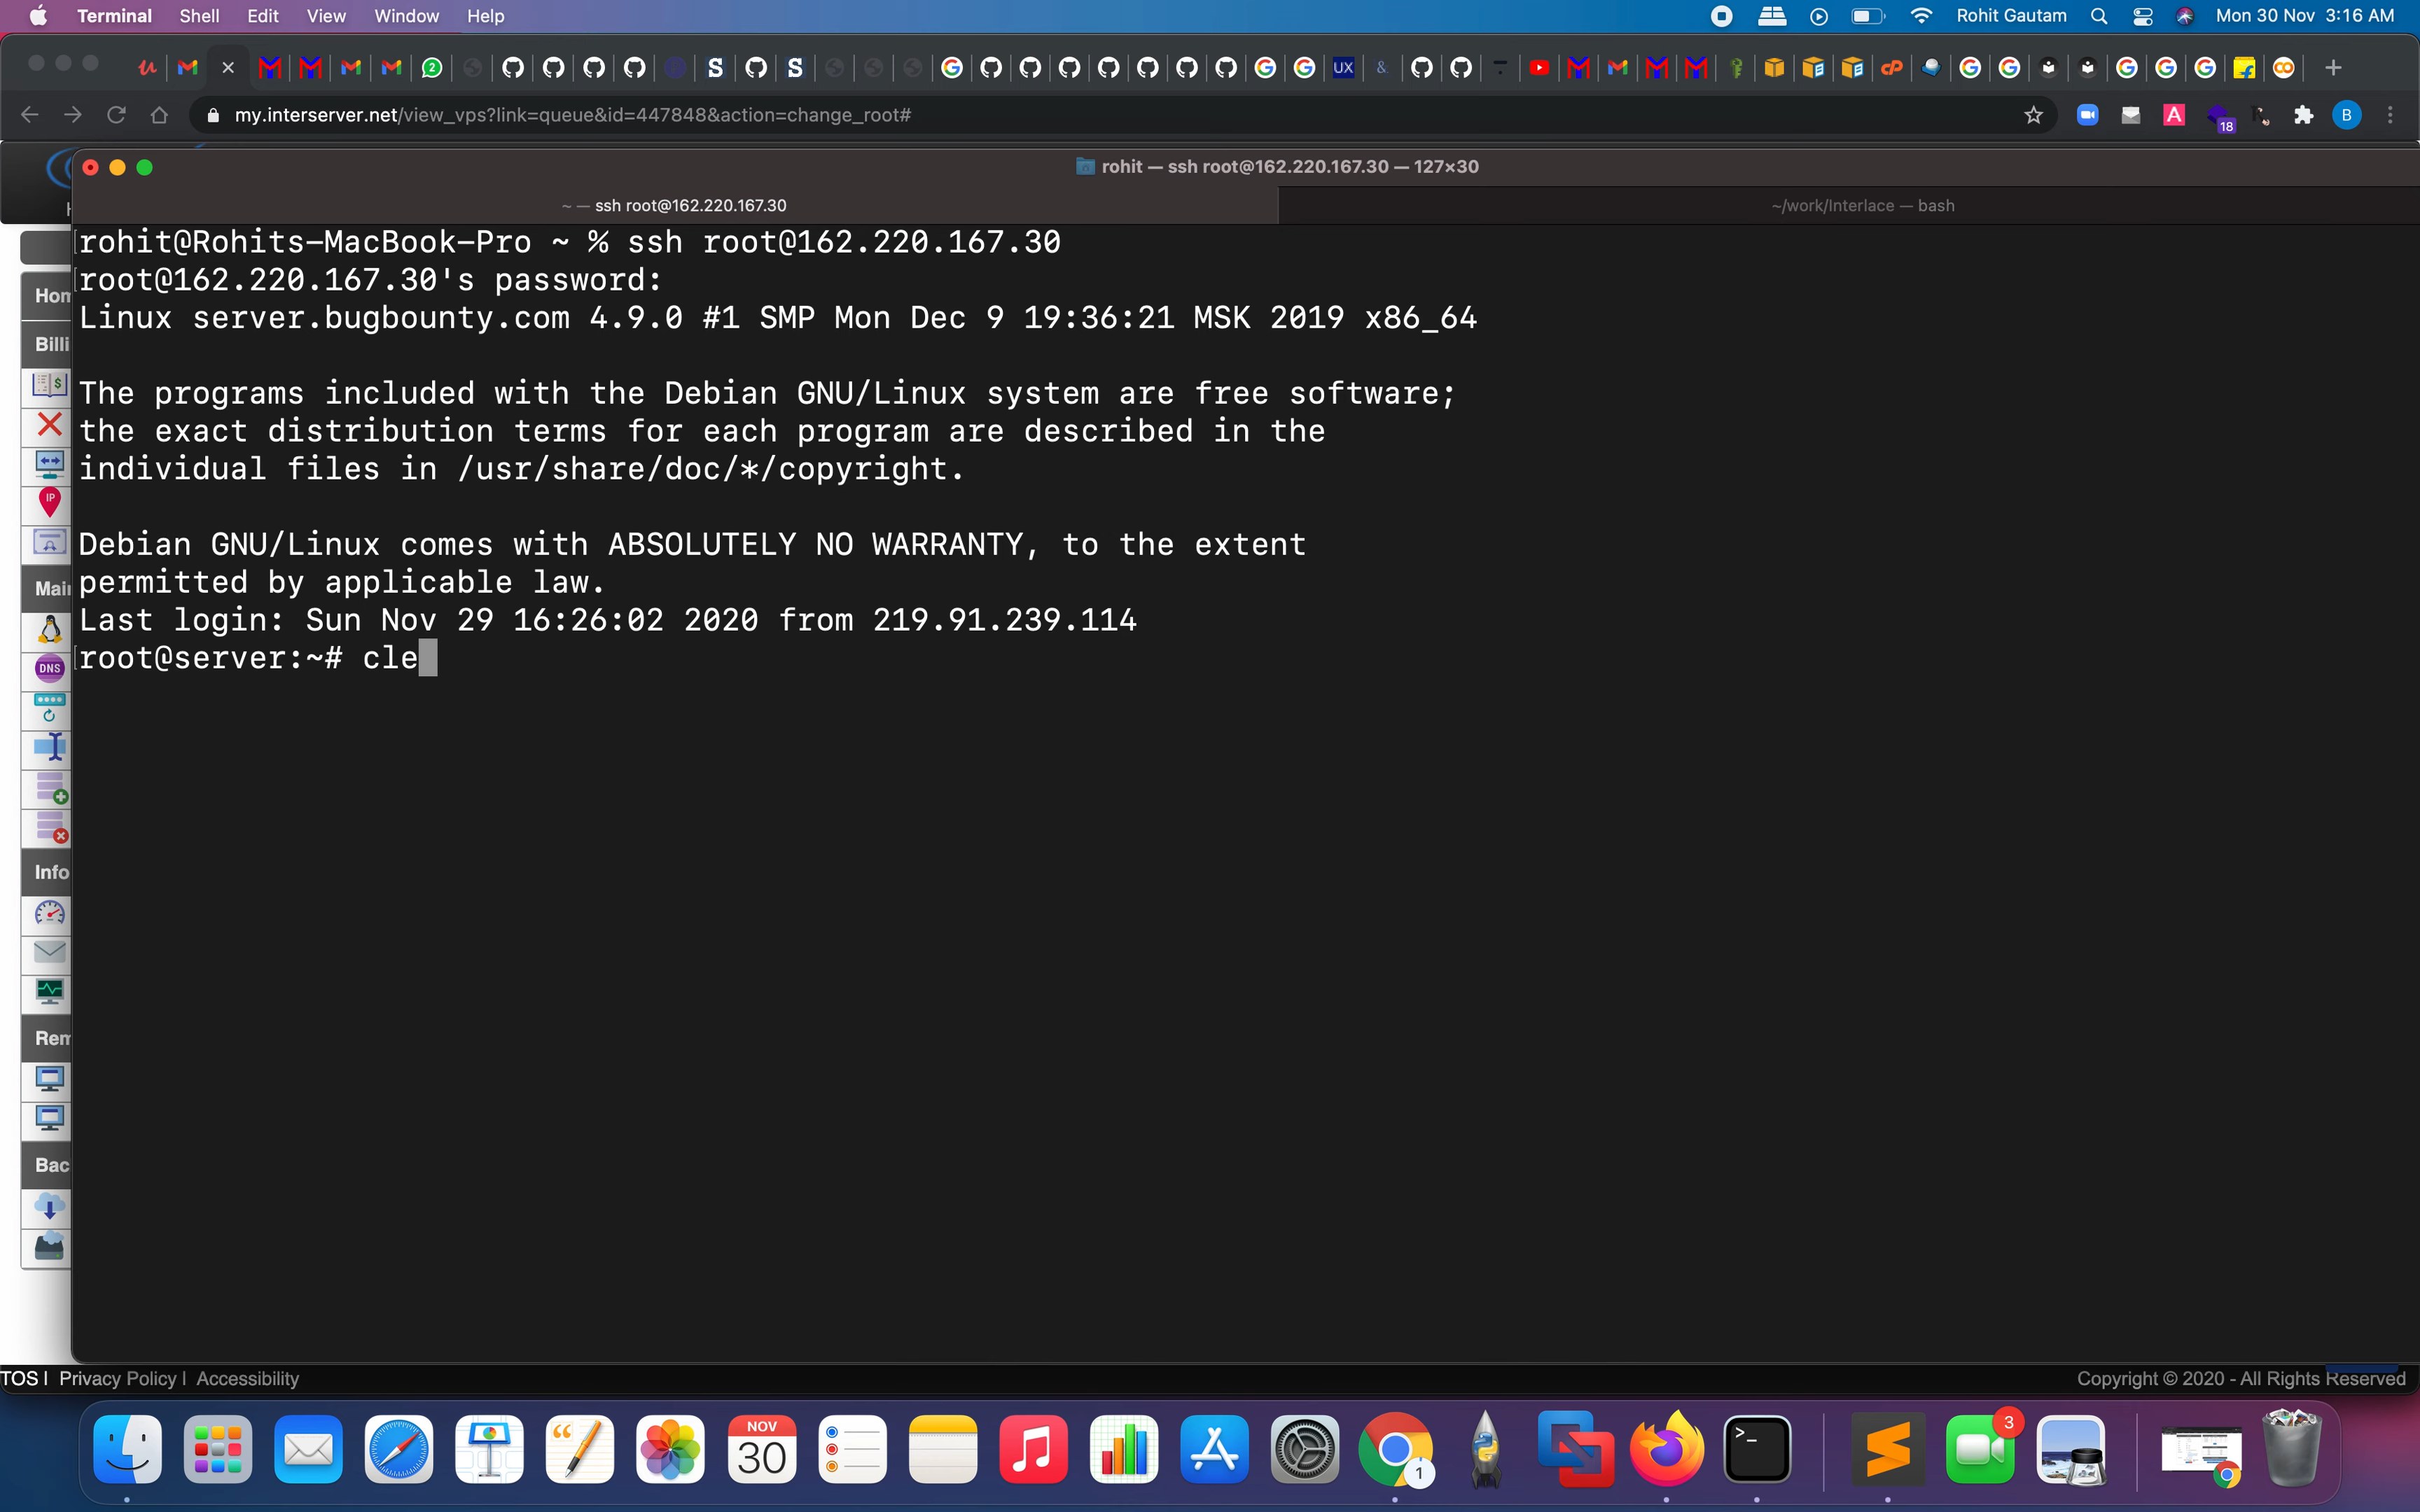 Terminal Shell Edit View Window Help Rohit Gautam Mon 30 Nov 3:16 AM
my.interserver.net/view_vps?link=queue&id=447848&action=change_root#
18
B
rohit — ssh root@162.220.167.30 — 127×30
~ — ssh root@162.220.167.30 ~/work/Interlace — bash
rohit@Rohits-MacBook-Pro ~ % ssh root@162.220.167.30
root@162.220.167.30's password:
Linux server.bugbounty.com 4.9.0 #1 SMP Mon Dec 9 19:36:21 MSK 2019 x86_64
The programs included with the Debian GNU/Linux system are free software;
the exact distribution terms for each program are described in the
individual files in /usr/share/doc/*/copyright.
Debian GNU/Linux comes with ABSOLUTELY NO WARRANTY, to the extent
permitted by applicable law.
Last login: Sun Nov 29 16:26:02 2020 from 219.91.239.114
root@server:~# cle
Hom
Billi
IP
Mair
DNS
Info
Rem
Bac
TOS | Privacy Policy | Accessibility
Copyright © 2020 - All Rights Reserved
NOV
30
1
3